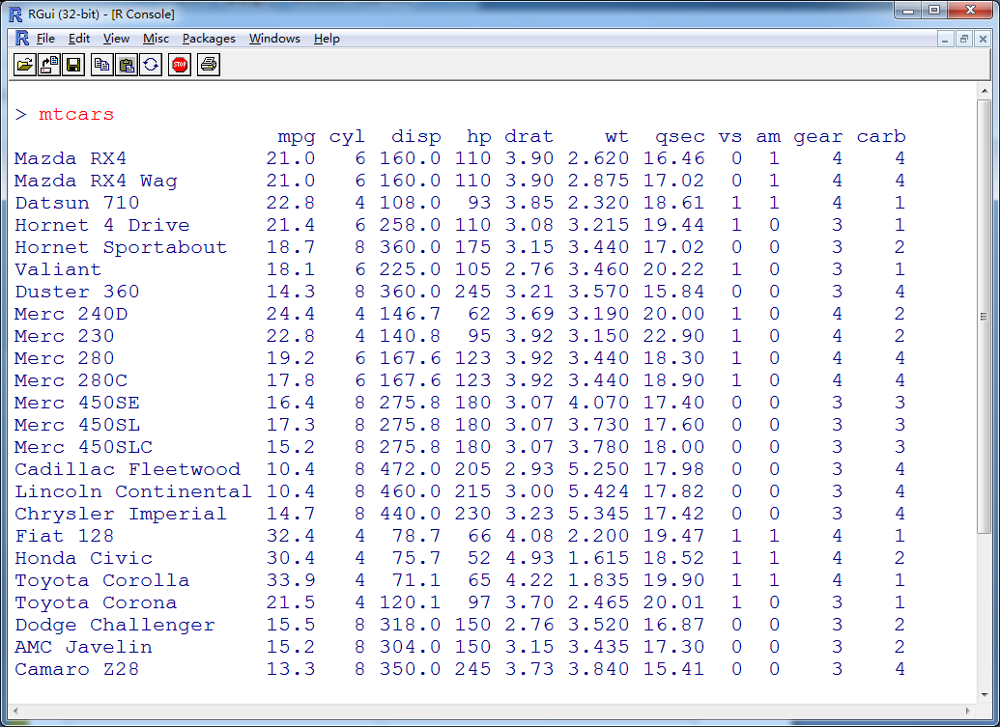 RGui (32-bit) - [R Console]
File Edit View Misc Packages Windows Help
STOP
> mtcars
mpg cyl disp hp drat wt qsec vs am gear carb
Mazda RX4 21.0 6 160.0 110 3.90 2.620 16.46 0 1 4 4
Mazda RX4 Wag 21.0 6 160.0 110 3.90 2.875 17.02 0 1 4 4
Datsun 710 22.8 4 108.0 93 3.85 2.320 18.61 1 1 4 1
Hornet 4 Drive 21.4 6 258.0 110 3.08 3.215 19.44 1 0 3 1
Hornet Sportabout 18.7 8 360.0 175 3.15 3.440 17.02 0 0 3 2
Valiant 18.1 6 225.0 105 2.76 3.460 20.22 1 0 3 1
Duster 360 14.3 8 360.0 245 3.21 3.570 15.84 0 0 3 4
Merc 240D 24.4 4 146.7 62 3.69 3.190 20.00 1 0 4 2
Merc 230 22.8 4 140.8 95 3.92 3.150 22.90 1 0 4 2
Merc 280 19.2 6 167.6 123 3.92 3.440 18.30 1 0 4 4
Merc 280C 17.8 6 167.6 123 3.92 3.440 18.90 1 0 4 4
Merc 450SE 16.4 8 275.8 180 3.07 4.070 17.40 0 0 3 3
Merc 450SL 17.3 8 275.8 180 3.07 3.730 17.60 0 0 3 3
Merc 450SLC 15.2 8 275.8 180 3.07 3.780 18.00 0 0 3 3
Cadillac Fleetwood 10.4 8 472.0 205 2.93 5.250 17.98 0 0 3 4
Lincoln Continental 10.4 8 460.0 215 3.00 5.424 17.82 0 0 3 4
Chrysler Imperial 14.7 8 440.0 230 3.23 5.345 17.42 0 0 3 4
Fiat 128 32.4 4 78.7 66 4.08 2.200 19.47 1 1 4 1
Honda Civic 30.4 4 75.7 52 4.93 1.615 18.52 1 1 4 2
Toyota Corolla 33.9 4 71.1 65 4.22 1.835 19.90 1 1 4 1
Toyota Corona 21.5 4 120.1 97 3.70 2.465 20.01 1 0 3 1
Dodge Challenger 15.5 8 318.0 150 2.76 3.520 16.87 0 0 3 2
AMC Javelin 15.2 8 304.0 150 3.15 3.435 17.30 0 0 3 2
Camaro Z28 13.3 8 350.0 245 3.73 3.840 15.41 0 0 3 4